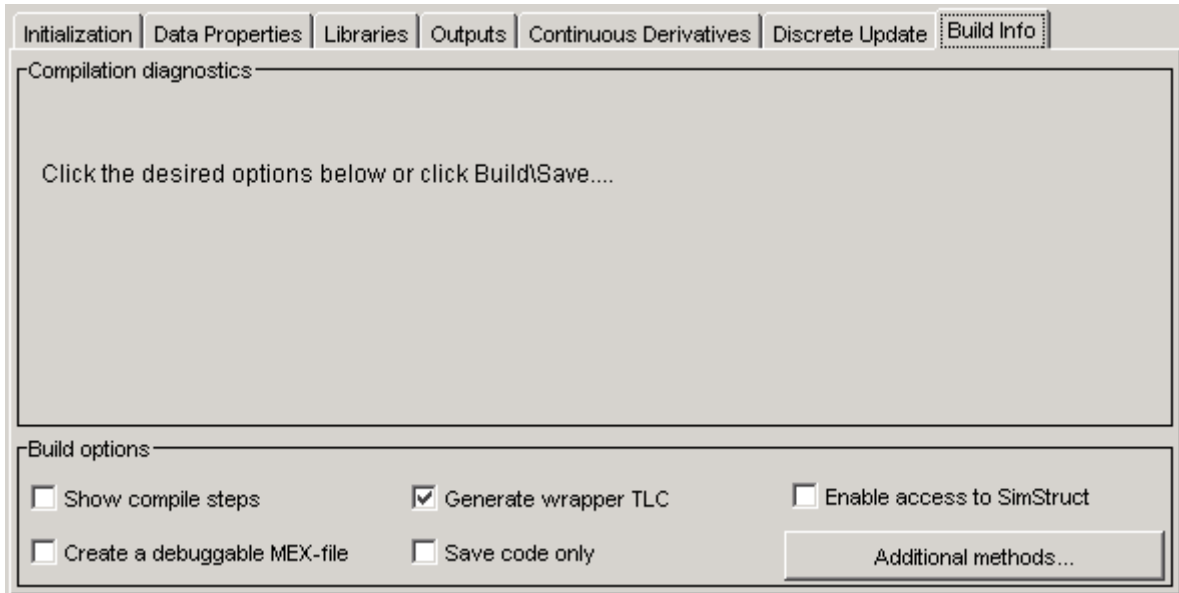 Initialization Data Properties Libraries Outputs Continuous Derivatives Discrete Update Build Info
Compilation diagnostics
Click the desired options below or click Build\Save....
Build options
Show compile steps Generate wrapper TLC Enable access to SimStruct
Create a debuggable MEX-file Save code only Additional methods...